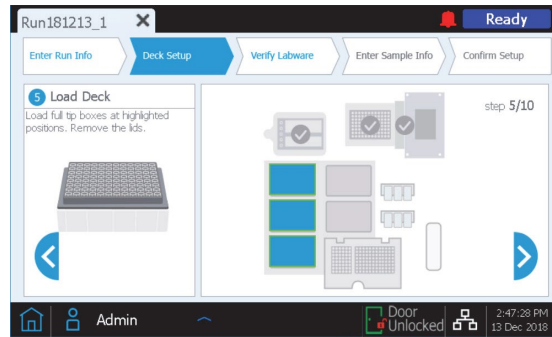 Run181213_1
Ready
Enter Run Info
Deck Setup
Verify Labware
Enter Sample Info
Confirm Setup
5 Load Deck
Load full tip boxes at highlighted
positions. Remove the lids.
step 5/10
Admin
Door
Unlocked
2:47:28 PM
13 Dec 2018